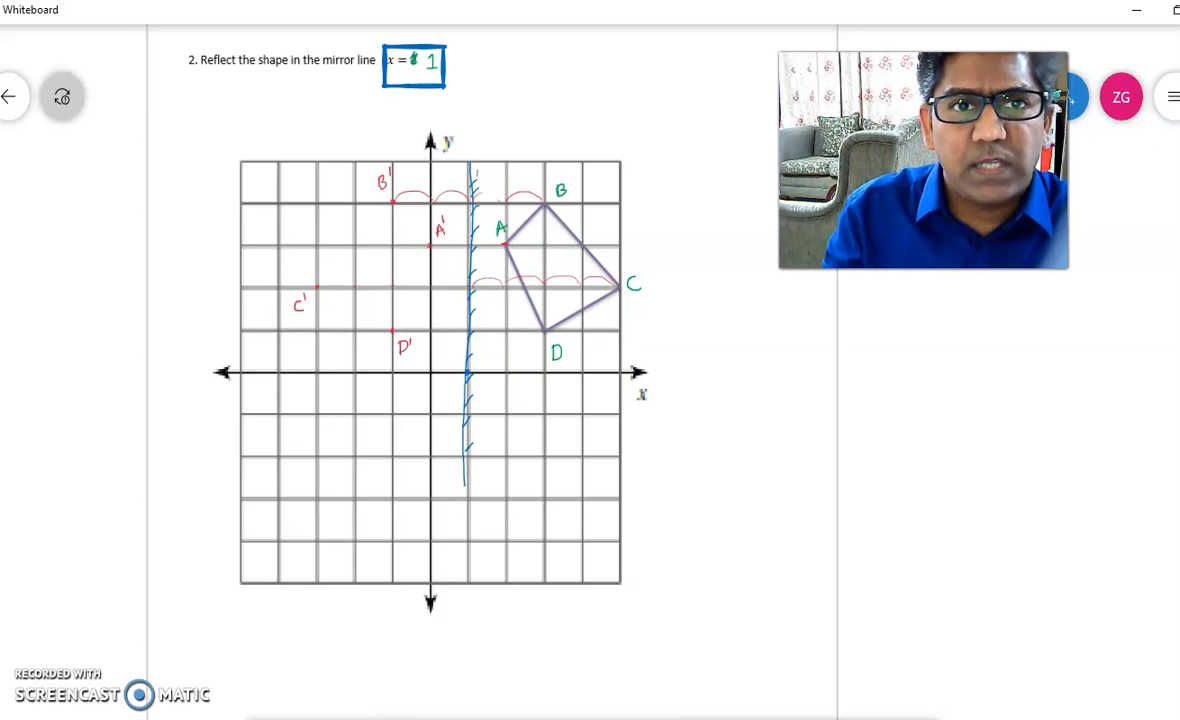 Whiteboard
2. Reflect the shape in the mirror line x = 1
ZG
y
B'
B
A'
A
C
C'
D'
D
x
RECORDED WITH
SCREENCAST MATIC